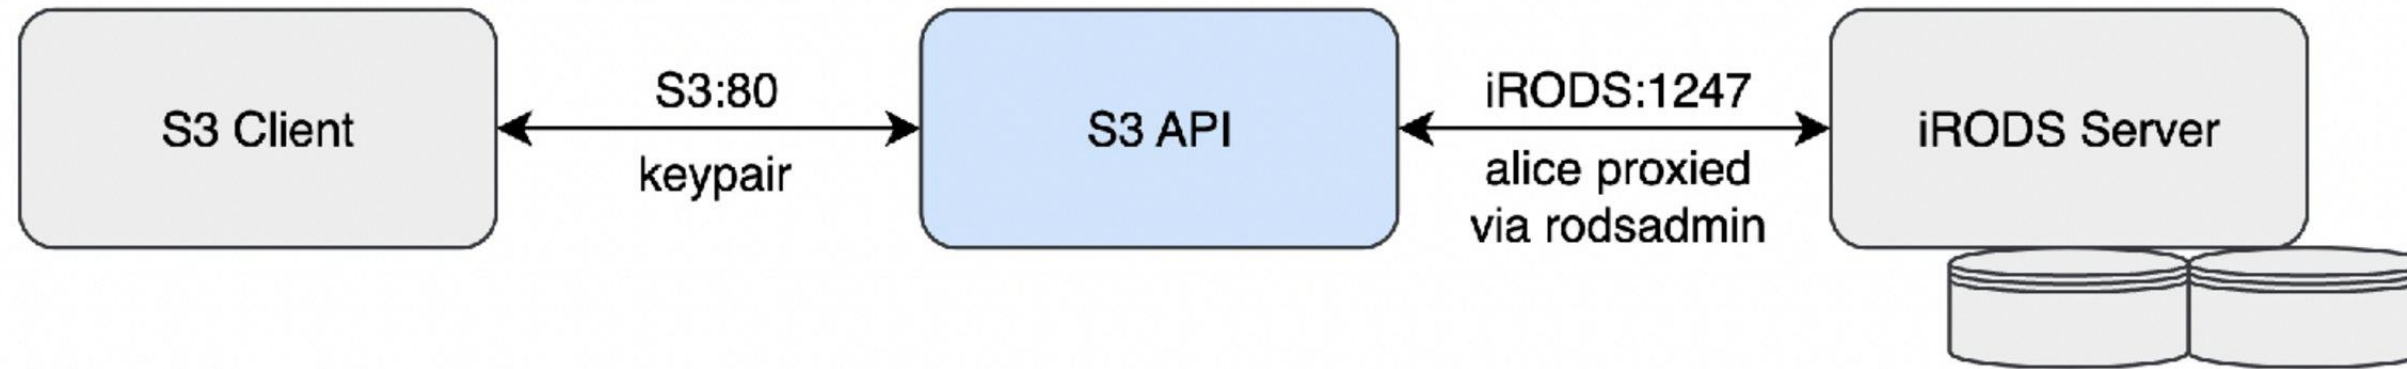 S3 Client
S3:80
keypair
S3 API
iRODS:1247
alice proxied
via rodsadmin
iRODS Server